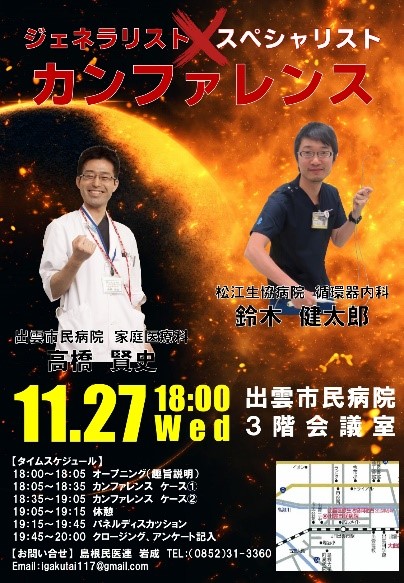 ジェネラリスト×スペシャリスト
カンファレンス
松江生協病院 循環器内科
鈴木 健太郎
出雲市民病院 家庭医療科
高橋 賢史
11.27 18:00 Wed
出雲市民病院
3階会議室
【タイムスケジュール】
18:00～18:05 オープニング(趣旨説明)
18:05～18:35 カンファレンス ケース①
18:35～19:05 カンファレンス ケース②
19:05～19:15 休憩
19:15～19:45 パネルディスカッション
19:45～20:00 クロージング、アンケート記入
【お問い合せ】島根民医連 岩成 TEL:(0852)31-3360
Email:igakutai117@gmail.com